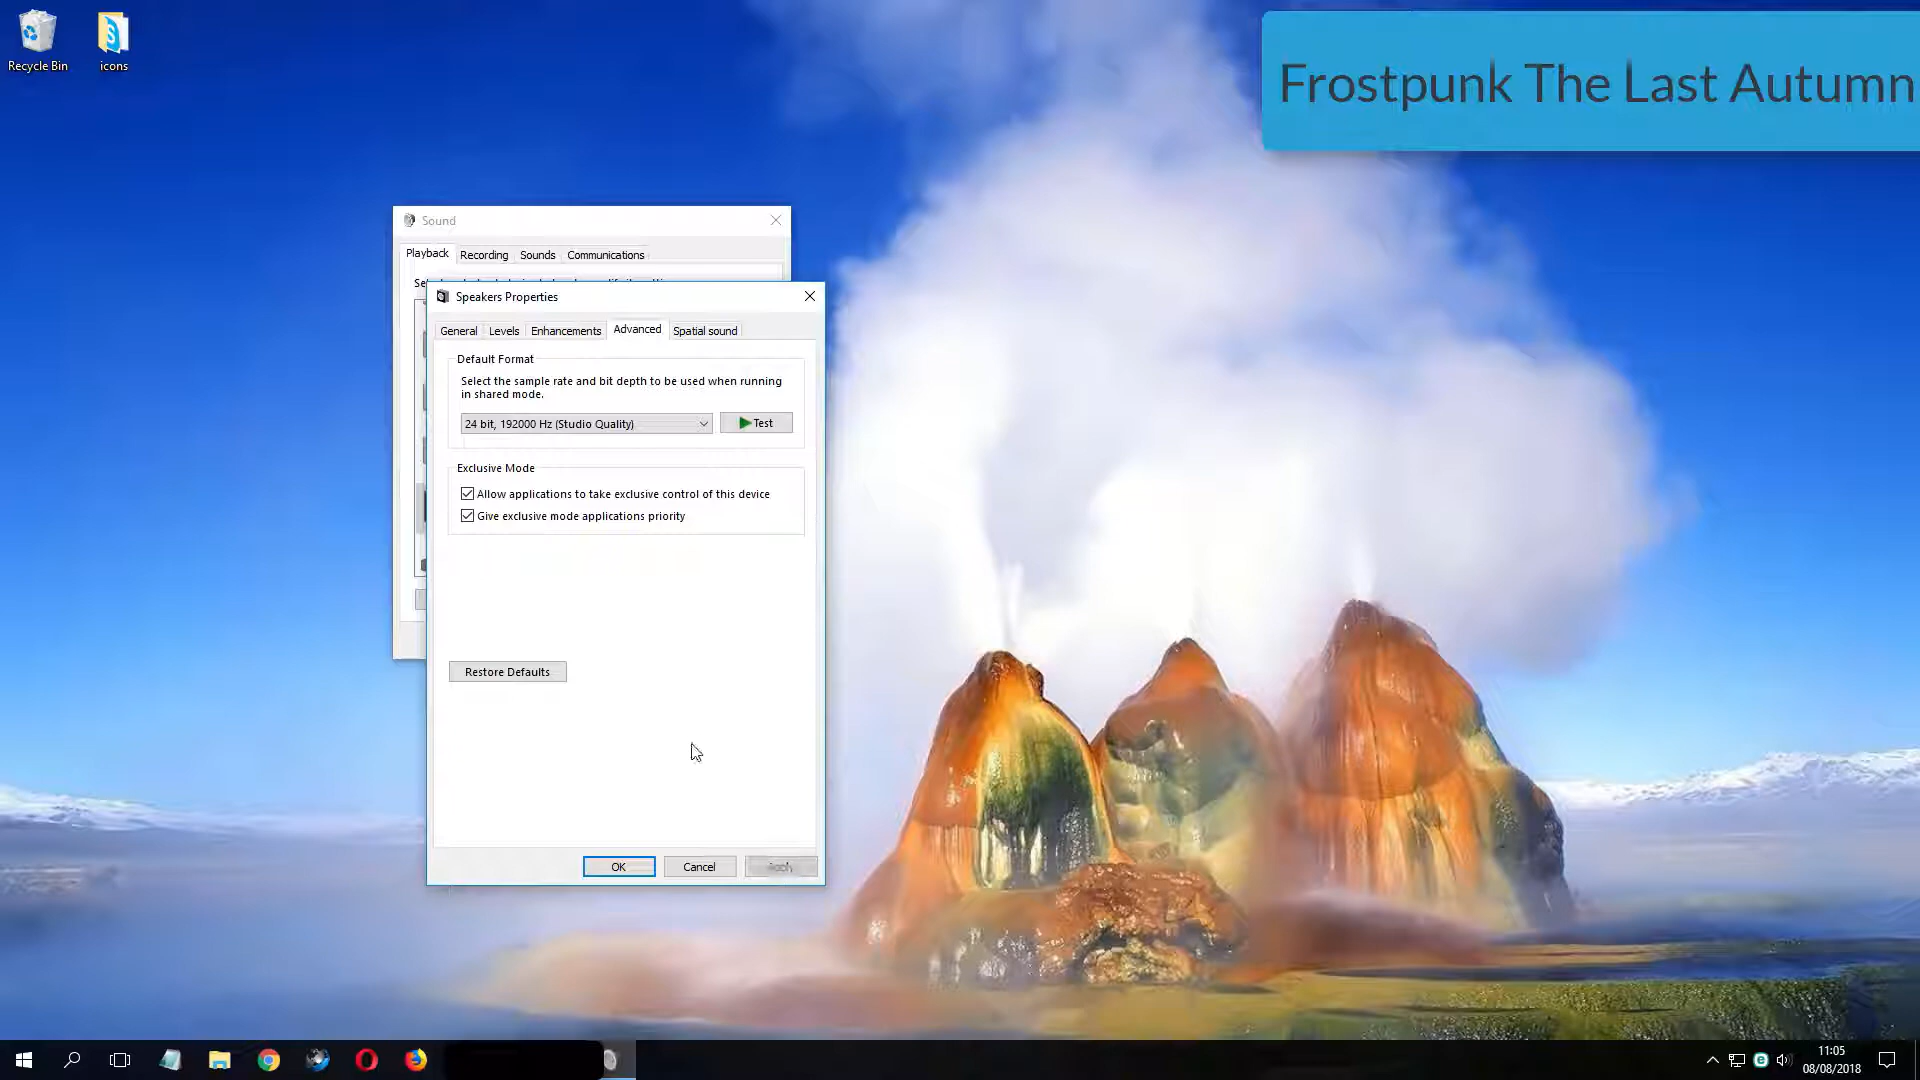 Recycle Bin
icons
Frostpunk The Last Autumn
Sound
Playback
Recording
Sounds
Communications
Speakers Properties
General
Levels
Enhancements
Advanced
Spatial sound
Default Format
Select the sample rate and bit depth to be used when running
in shared mode.
24 bit, 192000 Hz (Studio Quality)
Test
Exclusive Mode
Allow applications to take exclusive control of this device
Give exclusive mode applications priority
Restore Defaults
OK
Cancel
11:05
08/08/2018